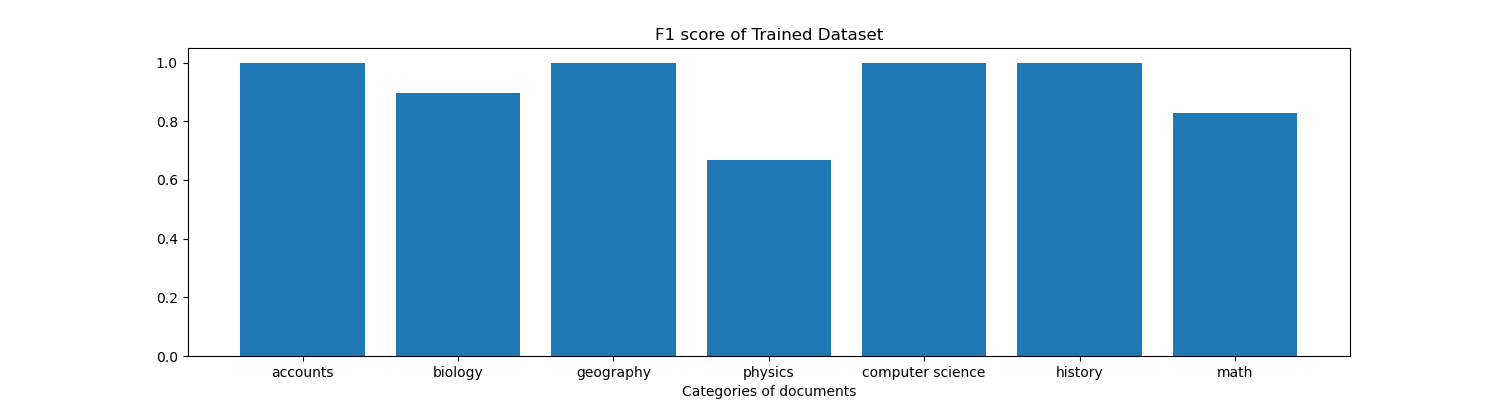 F1 score of Trained Dataset
1.0
0.8
0.6
0.4
0.2
0.0
accounts biology geography physics computer science history math
Categories of documents